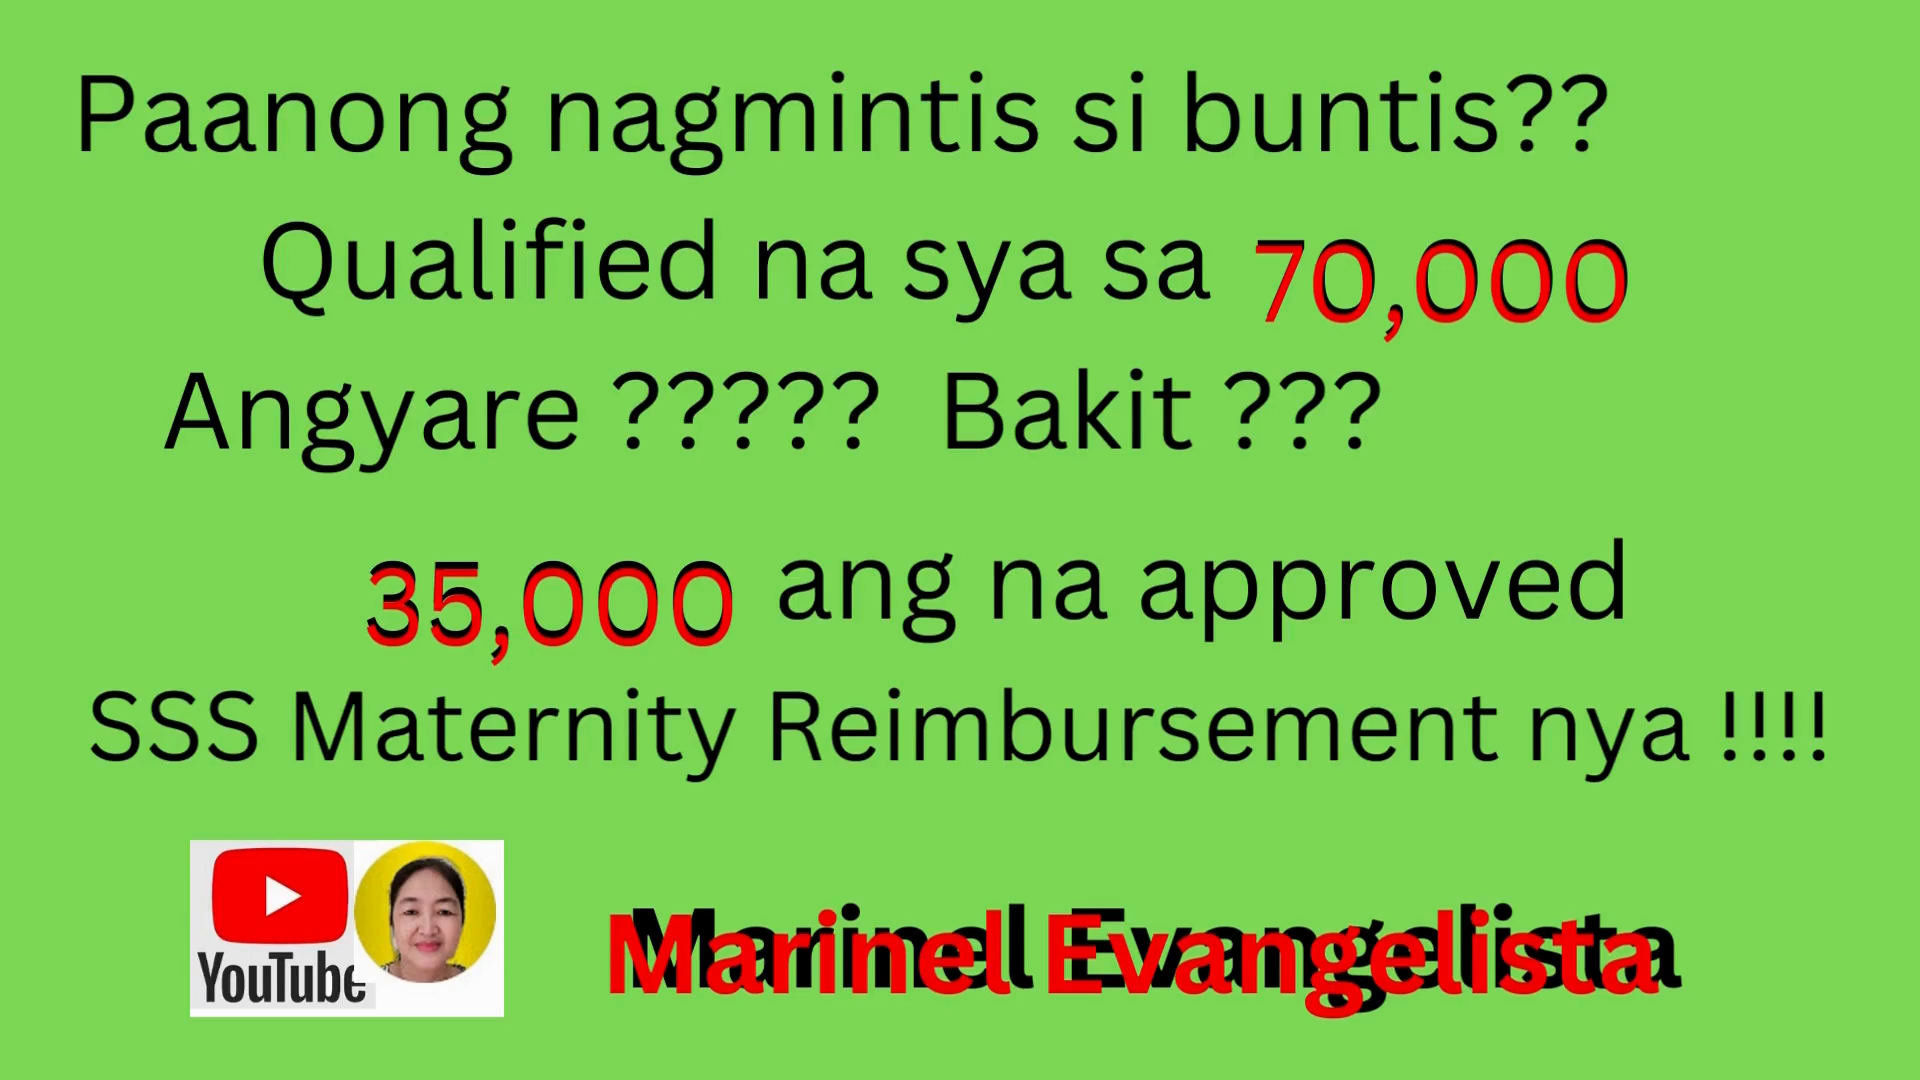 Paanong nagmintis si buntis??
Qualified na sya sa 70,000
Angyare ????? Bakit ???
35,000 ang na approved
SSS Maternity Reimbursement nya !!!!
YouTube
Marinel Evangelista